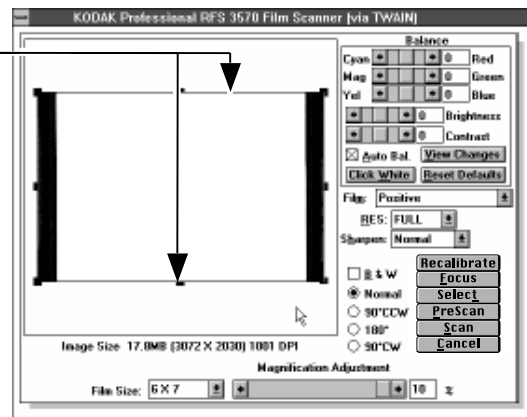 KODAK Professional RFS 3570 Film Scanner (via TWAIN)
Balance
Cyan 0 Red
Mag 0 Green
Yel 0 Blue
0 Brightness
0 Contrast
Auto Bal. View Changes
Click White Reset Defaults
Film: Positive
RES: FULL
Sharpen: Normal
B & W
Normal
90°CCW
180°
90°CW
Recalibrate
Focus
Select
PreScan
Scan
Cancel
Image Size 17.8MB (3072 X 2030) 1001 DPI
Magnification Adjustment
Film Size: 6 X 7 10 %